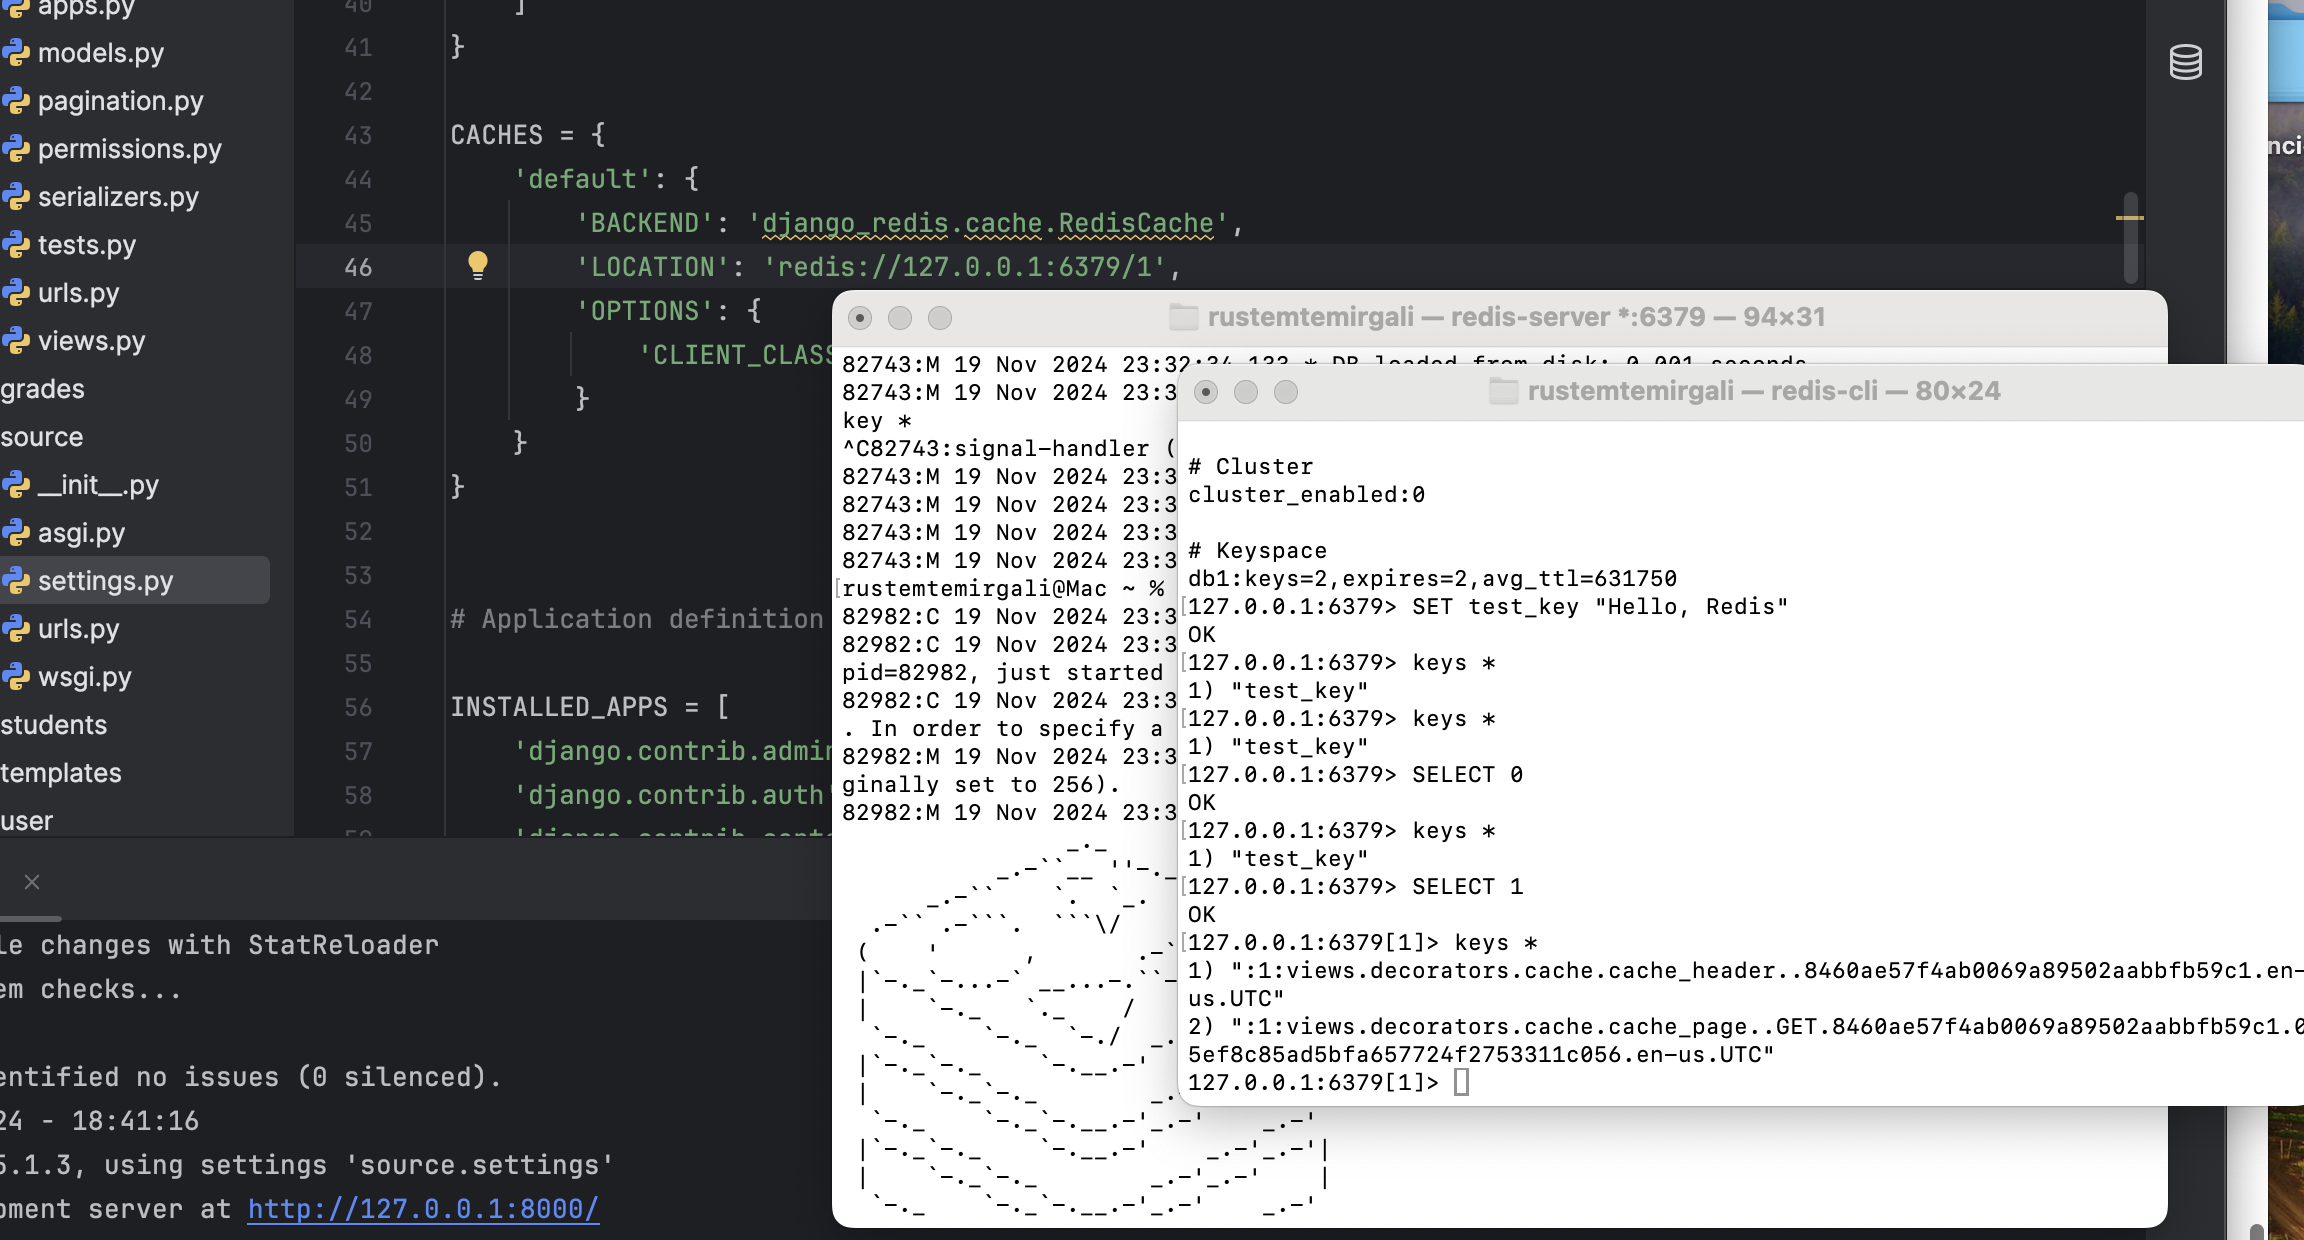 apps.py
models.py
pagination.py
permissions.py
serializers.py
tests.py
urls.py
views.py
grades
source
__init__.py
asgi.py
settings.py
urls.py
wsgi.py
students
templates
user
40 ]
41 }
42
43 CACHES = {
44 'default': {
45 'BACKEND': 'django_redis.cache.RedisCache',
46 'LOCATION': 'redis://127.0.0.1:6379/1',
47 'OPTIONS': {
48 'CLIENT_CLASS
49 }
50 }
51 }
52
53
54 # Application definition
55
56 INSTALLED_APPS = [
57 'django.contrib.admin
58 'django.contrib.auth'
le changes with StatReloader
em checks...
entified no issues (0 silenced).
24 - 18:41:16
5.1.3, using settings 'source.settings'
pment server at http://127.0.0.1:8000/
rustemtemirgali — redis-server *:6379 — 94×31
82743:M 19 Nov 2024 23:32:34.133 * DB loaded from disk: 0.001 seconds
82743:M 19 Nov 2024 23:3
key *
^C82743:signal-handler (
82743:M 19 Nov 2024 23:3
82743:M 19 Nov 2024 23:3
82743:M 19 Nov 2024 23:3
82743:M 19 Nov 2024 23:3
rustemtemirgali@Mac ~ %
82982:C 19 Nov 2024 23:3
82982:C 19 Nov 2024 23:3
pid=82982, just started
82982:C 19 Nov 2024 23:3
. In order to specify a
82982:M 19 Nov 2024 23:3
ginally set to 256).
82982:M 19 Nov 2024 23:3
rustemtemirgali — redis-cli — 80×24
# Cluster
cluster_enabled:0
# Keyspace
db1:keys=2,expires=2,avg_ttl=631750
127.0.0.1:6379> SET test_key "Hello, Redis"
OK
127.0.0.1:6379> keys *
1) "test_key"
127.0.0.1:6379> keys *
1) "test_key"
127.0.0.1:6379> SELECT 0
OK
127.0.0.1:6379> keys *
1) "test_key"
127.0.0.1:6379> SELECT 1
OK
127.0.0.1:6379[1]> keys *
1) ":1:views.decorators.cache.cache_header..8460ae57f4ab0069a89502aabbfb59c1.en-
us.UTC"
2) ":1:views.decorators.cache.cache_page..GET.8460ae57f4ab0069a89502aabbfb59c1.0
5ef8c85ad5bfa657724f2753311c056.en-us.UTC"
127.0.0.1:6379[1]>
nci